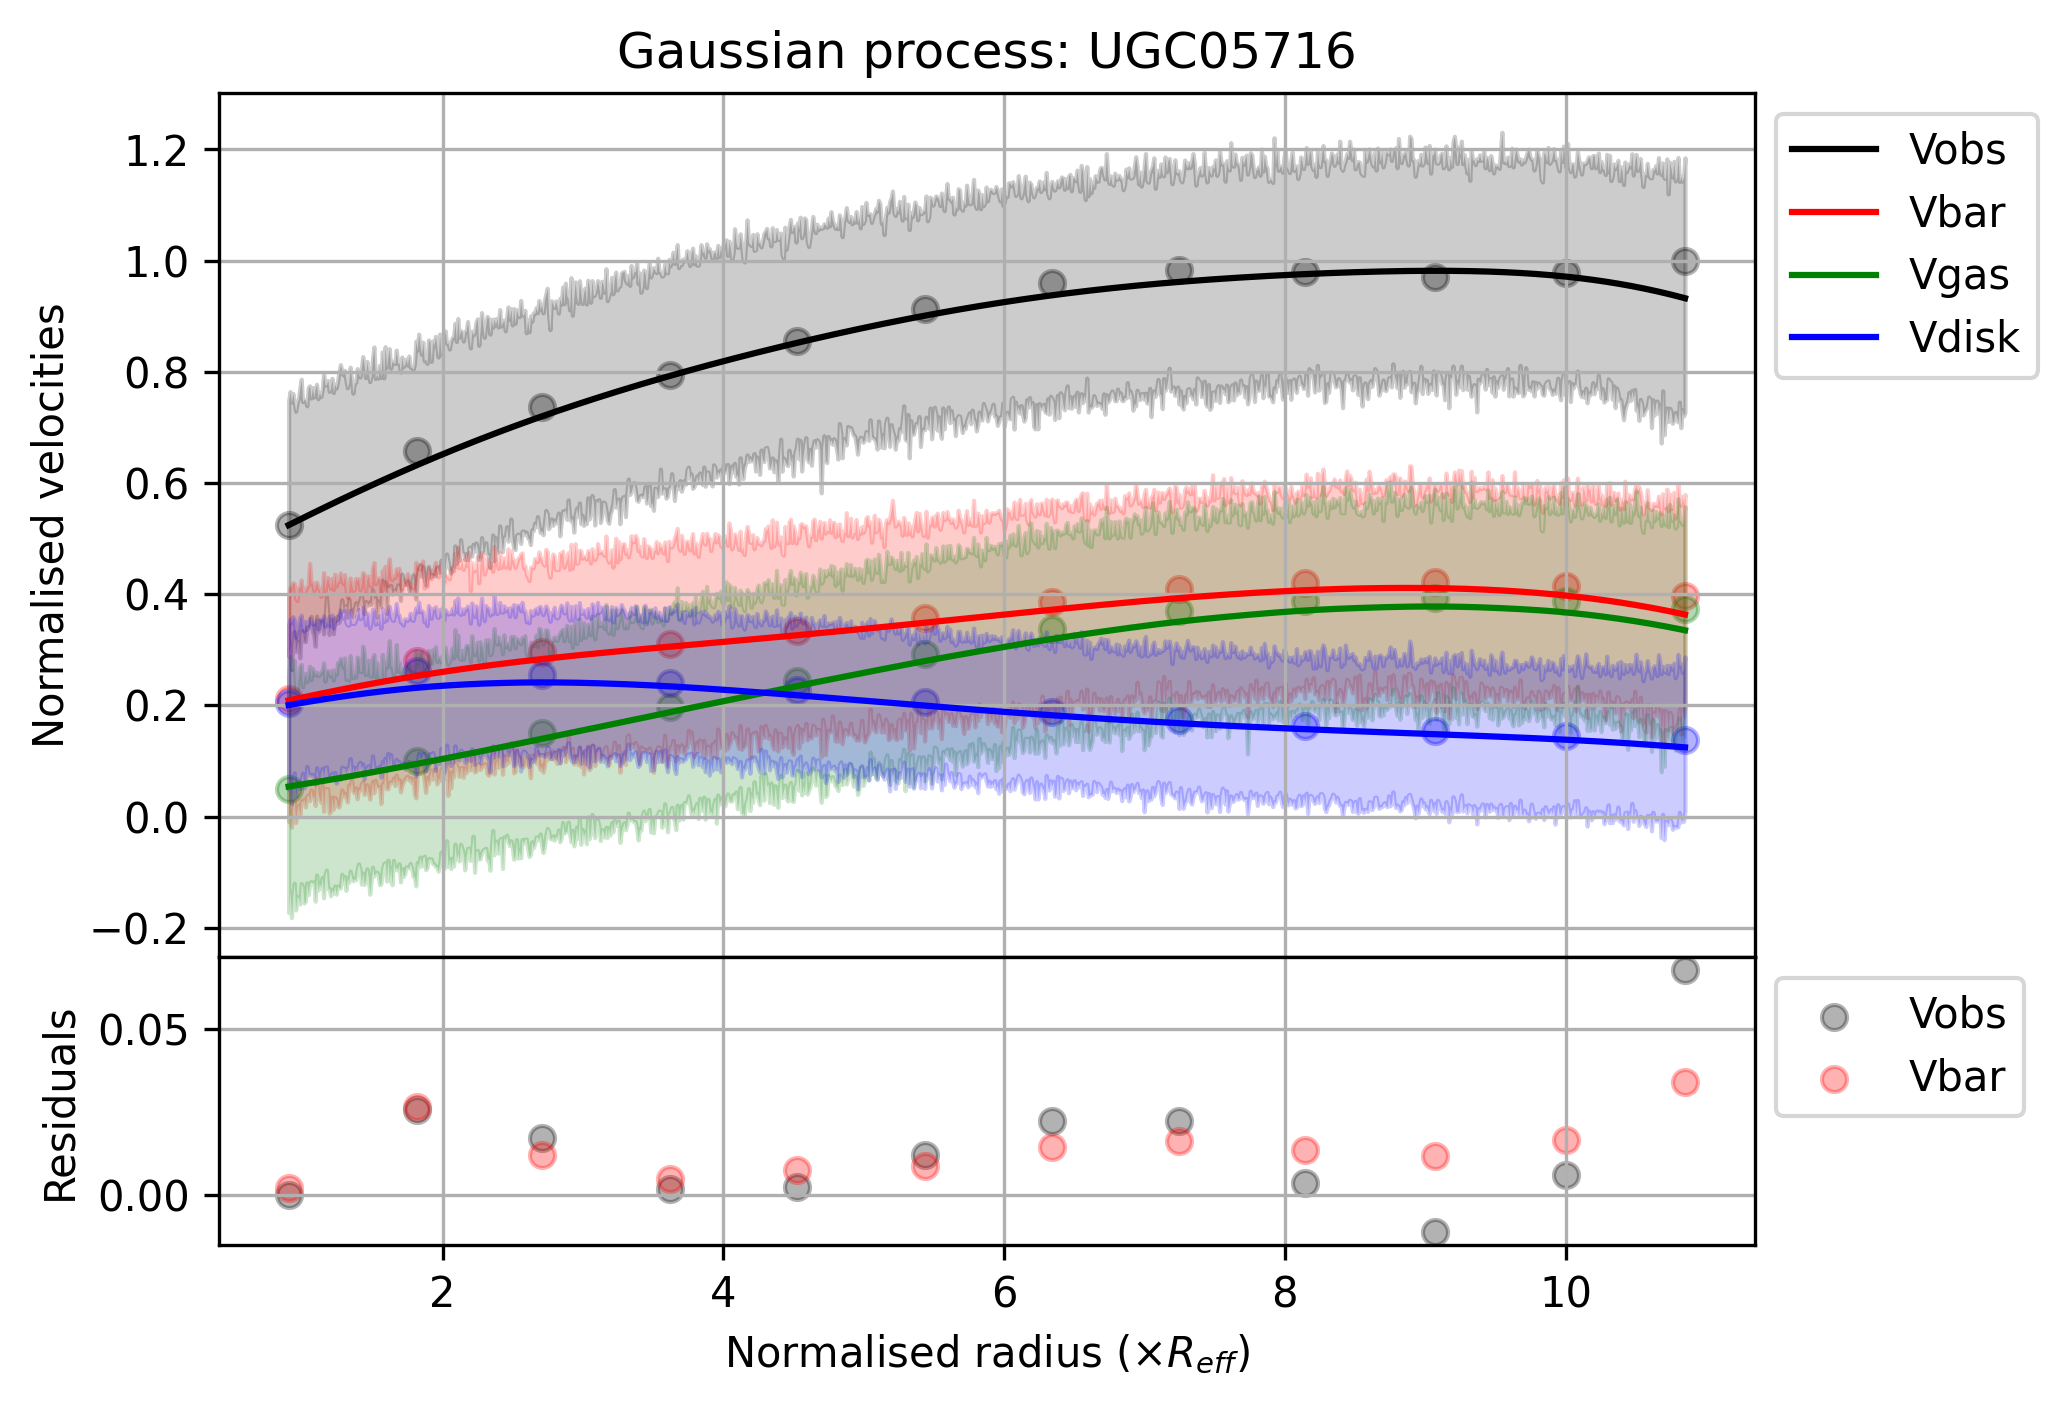 Gaussian process: UGC05716
Normalised velocities
1.2
1.0
0.8
0.6
0.4
0.2
0.0
−0.2
Vobs
Vbar
Vgas
Vdisk
Residuals
0.05
0.00
Vobs
Vbar
2 4 6 8 10
Normalised radius (×R_eff)